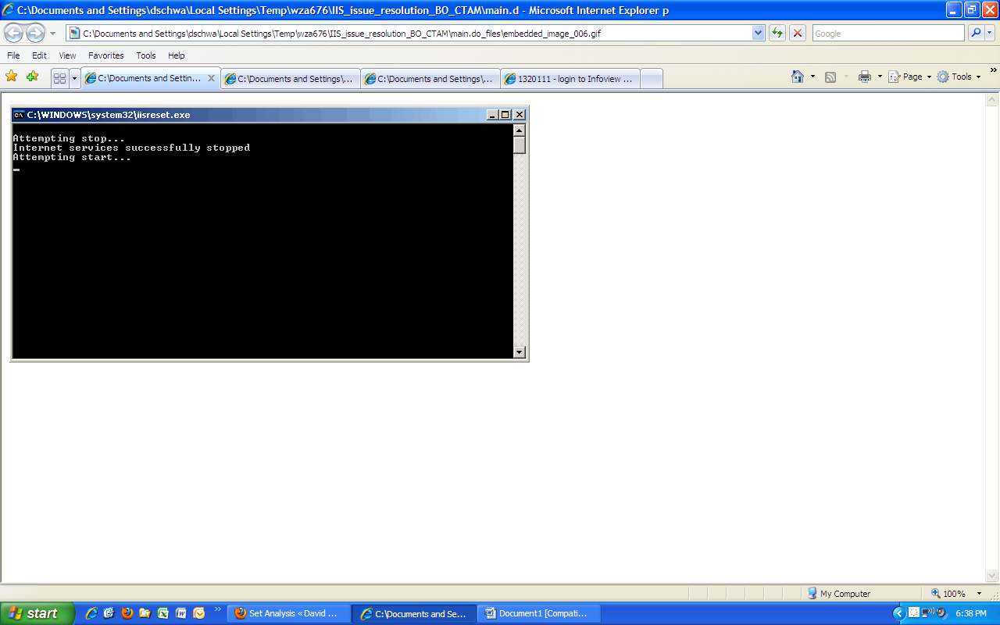 C:\Documents and Settings\dschwa\Local Settings\Temp\wza676\IIS_issue_resolution_BO_CTAM\main.d - Microsoft Internet Explorer p
C:\Documents and Settings\dschwa\Local Settings\Temp\wza676\IIS_issue_resolution_BO_CTAM\main.do_files\embedded_image_006.gif
Google
File Edit View Favorites Tools Help
C:\Documents and Settin... C:\Documents and Settings\... C:\Documents and Settings\... 1320111 - login to Infoview ... Page Tools
C:\WINDOWS\system32\iisreset.exe
Attempting stop...
Internet services successfully stopped
Attempting start...
My Computer 100%
start Set Analysis « David ... C:\Documents and Se... Document1 [Compati... 6:38 PM